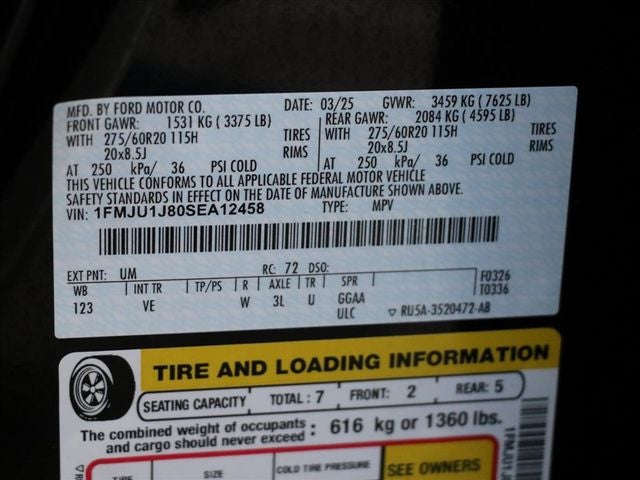 MFD. BY FORD MOTOR CO. DATE: 03/25 GVWR: 3459 KG ( 7625 LB)
FRONT GAWR: 1531 KG ( 3375 LB) REAR GAWR: 2084 KG ( 4595 LB)
WITH 275/60R20 115H TIRES WITH 275/60R20 115H TIRES
20x8.5J RIMS 20x8.5J RIMS
AT 250 kPa/ 36 PSI COLD AT 250 kPa/ 36 PSI COLD
THIS VEHICLE CONFORMS TO ALL APPLICABLE FEDERAL MOTOR VEHICLE
SAFETY STANDARDS IN EFFECT ON THE DATE OF MANUFACTURE SHOWN ABOVE.
VIN: 1FMJU1J80SEA12458 TYPE: MPV
EXT PNT: UM RC: 72 DSO:
WB INT TR TP/PS R AXLE TR SPR F0326
123 VE W 3L U GGAA T0336
ULC ▽ RU5A-3520472-AB
TIRE AND LOADING INFORMATION
SEATING CAPACITY TOTAL : 7 FRONT: 2 REAR: 5
The combined weight of occupants
and cargo should never exceed : 616 kg or 1360 lbs.
TIRE SIZE COLD TIRE PRESSURE SEE OWNERS